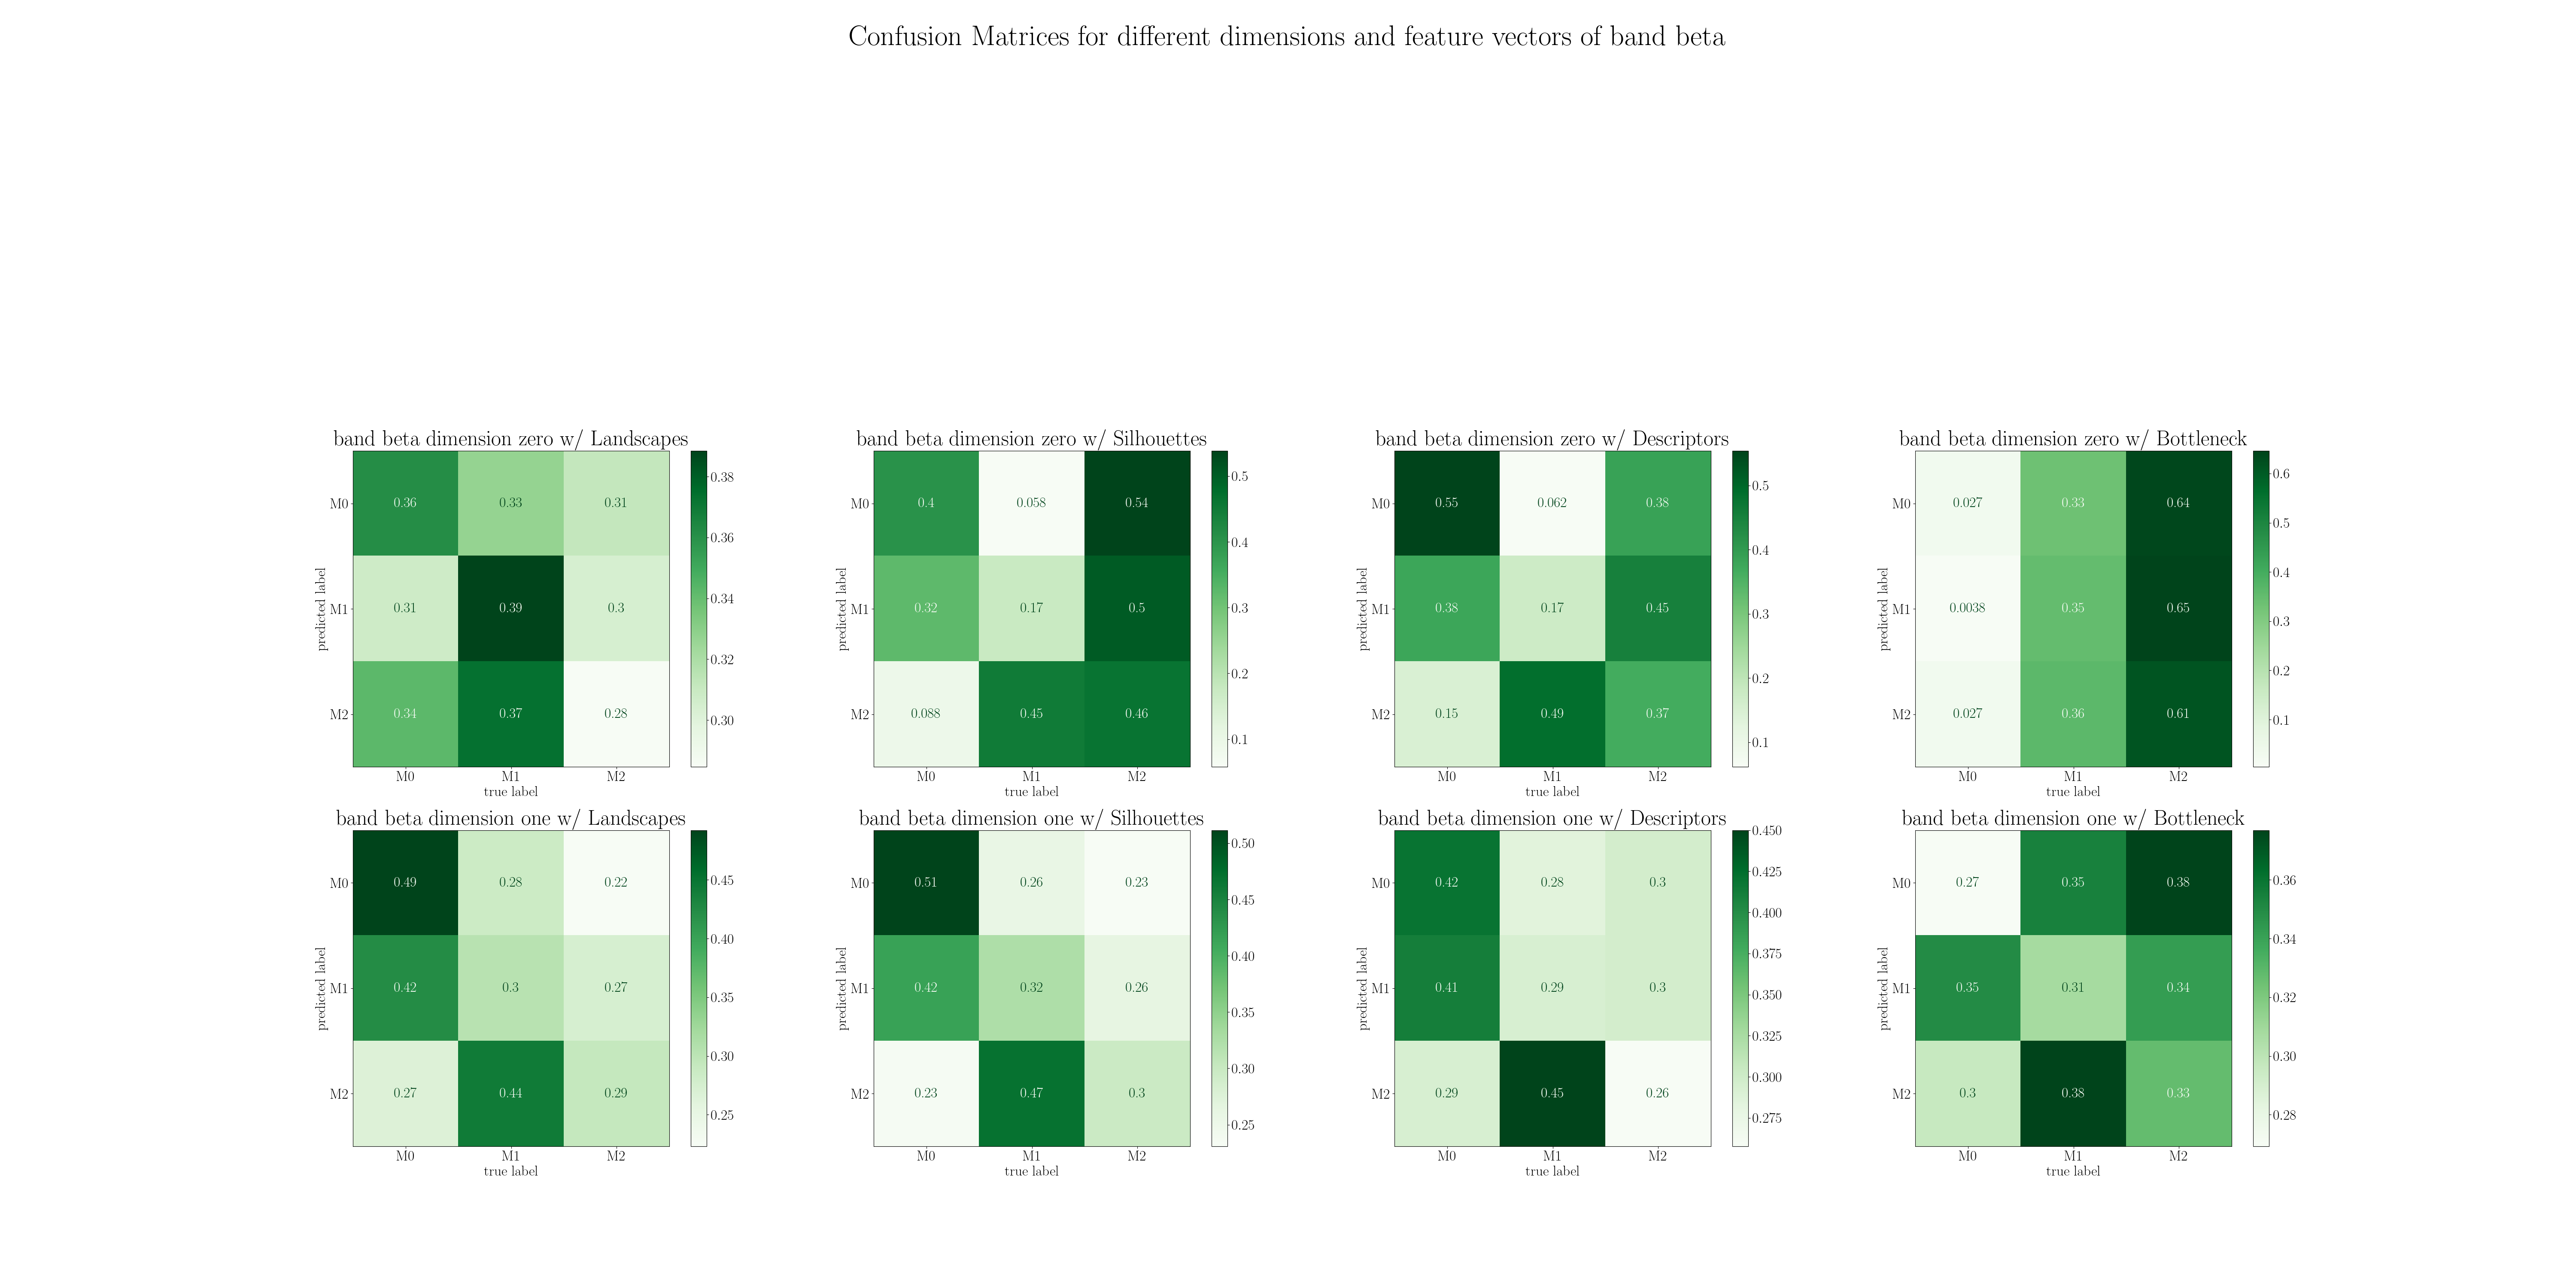 Confusion Matrices for different dimensions and feature vectors of band beta
band beta dimension zero w/ Landscapes
predicted label
M0 0.36 0.33 0.31
M1 0.31 0.39 0.3
M2 0.34 0.37 0.28
M0 M1 M2
true label
0.38
0.36
0.34
0.32
0.30
band beta dimension zero w/ Silhouettes
predicted label
M0 0.4 0.058 0.54
M1 0.32 0.17 0.5
M2 0.088 0.45 0.46
M0 M1 M2
true label
0.5
0.4
0.3
0.2
0.1
band beta dimension zero w/ Descriptors
predicted label
M0 0.55 0.062 0.38
M1 0.38 0.17 0.45
M2 0.15 0.49 0.37
M0 M1 M2
true label
0.5
0.4
0.3
0.2
0.1
band beta dimension zero w/ Bottleneck
predicted label
M0 0.027 0.33 0.64
M1 0.0038 0.35 0.65
M2 0.027 0.36 0.61
M0 M1 M2
true label
0.6
0.5
0.4
0.3
0.2
0.1
band beta dimension one w/ Landscapes
predicted label
M0 0.49 0.28 0.22
M1 0.42 0.3 0.27
M2 0.27 0.44 0.29
M0 M1 M2
true label
0.45
0.40
0.35
0.30
0.25
band beta dimension one w/ Silhouettes
predicted label
M0 0.51 0.26 0.23
M1 0.42 0.32 0.26
M2 0.23 0.47 0.3
M0 M1 M2
true label
0.50
0.45
0.40
0.35
0.30
0.25
band beta dimension one w/ Descriptors
predicted label
M0 0.42 0.28 0.3
M1 0.41 0.29 0.3
M2 0.29 0.45 0.26
M0 M1 M2
true label
0.450
0.425
0.400
0.375
0.350
0.325
0.300
0.275
band beta dimension one w/ Bottleneck
predicted label
M0 0.27 0.35 0.38
M1 0.35 0.31 0.34
M2 0.3 0.38 0.33
M0 M1 M2
true label
0.36
0.34
0.32
0.30
0.28